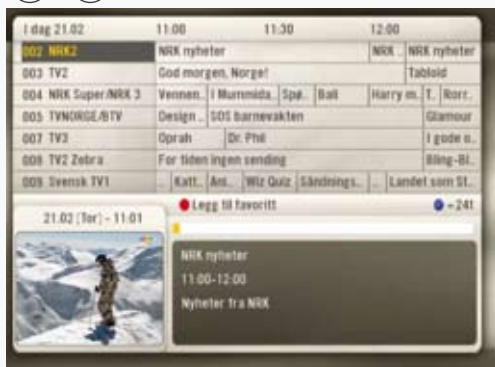 I dag 21.02 11:00 11:30 12:00
002 NRK2 NRK nyheter NRK .. NRK nyheter
003 TV2 God morgen, Norge! Tabloid
004 NRK Super/NRK 3 Vennen.. I Mummida.. Spø.. Bali Harry m.. T.. Rorr..
005 TVNORGE/BTV Design .. SOS barnevakten Glamour
007 TV3 Oprah Dr. Phil I gode o..
008 TV2 Zebra For tiden ingen sending Bling-Bl..
009 Svensk TV1 .. Katt.. Ant.. Wiz Quiz Sändnings.. .. Landet som St..
Legg til favoritt +24t
21.02 (Tor) - 11:01
NRK nyheter
11:00-12:00
Nyheter fra NRK